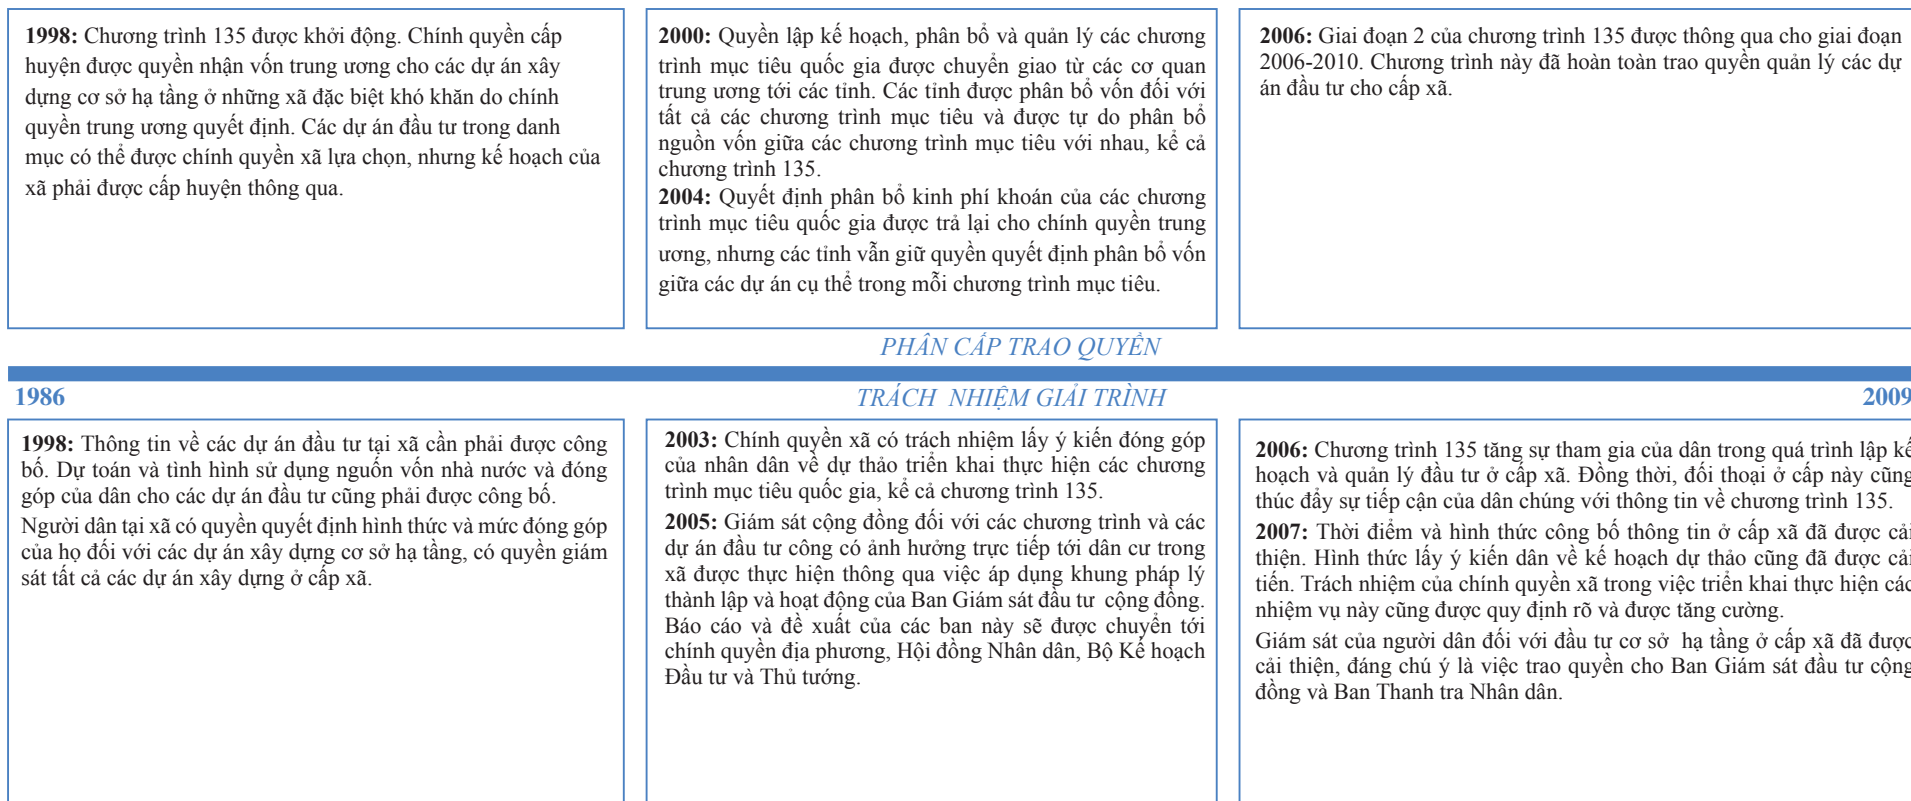 1998: Chương trình 135 được khởi động. Chính quyền cấp
huyện được quyền nhận vốn trung ương cho các dự án xây
dựng cơ sở hạ tầng ở những xã đặc biệt khó khăn do chính
quyền trung ương quyết định. Các dự án đầu tư trong danh
mục có thể được chính quyền xã lựa chọn, nhưng kế hoạch của
xã phải được cấp huyện thông qua.
2000: Quyền lập kế hoạch, phân bổ và quản lý các chương
trình mục tiêu quốc gia được chuyển giao từ các cơ quan
trung ương tới các tỉnh. Các tỉnh được phân bổ vốn đối với
tất cả các chương trình mục tiêu và được tự do phân bổ
nguồn vốn giữa các chương trình mục tiêu với nhau, kể cả
chương trình 135.
2004: Quyết định phân bổ kinh phí khoán của các chương
trình mục tiêu quốc gia được trả lại cho chính quyền trung
ương, nhưng các tỉnh vẫn giữ quyền quyết định phân bổ vốn
giữa các dự án cụ thể trong mỗi chương trình mục tiêu.
2006: Giai đoạn 2 của chương trình 135 được thông qua cho giai đoạn
2006-2010. Chương trình này đã hoàn toàn trao quyền quản lý các dự
án đầu tư cho cấp xã.
PHÂN CẤP TRAO QUYỀN
1986
TRÁCH NHIỆM GIẢI TRÌNH
2009
1998: Thông tin về các dự án đầu tư tại xã cần phải được công
bố. Dự toán và tình hình sử dụng nguồn vốn nhà nước và đóng
góp của dân cho các dự án đầu tư cũng phải được công bố.
Người dân tại xã có quyền quyết định hình thức và mức đóng góp
của họ đối với các dự án xây dựng cơ sở hạ tầng, có quyền giám
sát tất cả các dự án xây dựng ở cấp xã.
2003: Chính quyền xã có trách nhiệm lấy ý kiến đóng góp
của nhân dân về dự thảo triển khai thực hiện các chương
trình mục tiêu quốc gia, kể cả chương trình 135.
2005: Giám sát cộng đồng đối với các chương trình và các
dự án đầu tư công có ảnh hưởng trực tiếp tới dân cư trong
xã được thực hiện thông qua việc áp dụng khung pháp lý
thành lập và hoạt động của Ban Giám sát đầu tư cộng đồng.
Báo cáo và đề xuất của các ban này sẽ được chuyển tới
chính quyền địa phương, Hội đồng Nhân dân, Bộ Kế hoạch
Đầu tư và Thủ tướng.
2006: Chương trình 135 tăng sự tham gia của dân trong quá trình lập kế
hoạch và quản lý đầu tư ở cấp xã. Đồng thời, đối thoại ở cấp này cũng
thúc đẩy sự tiếp cận của dân chúng với thông tin về chương trình 135.
2007: Thời điểm và hình thức công bố thông tin ở cấp xã đã được cải
thiện. Hình thức lấy ý kiến dân về kế hoạch dự thảo cũng đã được cải
tiến. Trách nhiệm của chính quyền xã trong việc triển khai thực hiện các
nhiệm vụ này cũng được quy định rõ và được tăng cường.
Giám sát của người dân đối với đầu tư cơ sở hạ tầng ở cấp xã đã được
cải thiện, đáng chú ý là việc trao quyền cho Ban Giám sát đầu tư cộng
đồng và Ban Thanh tra Nhân dân.